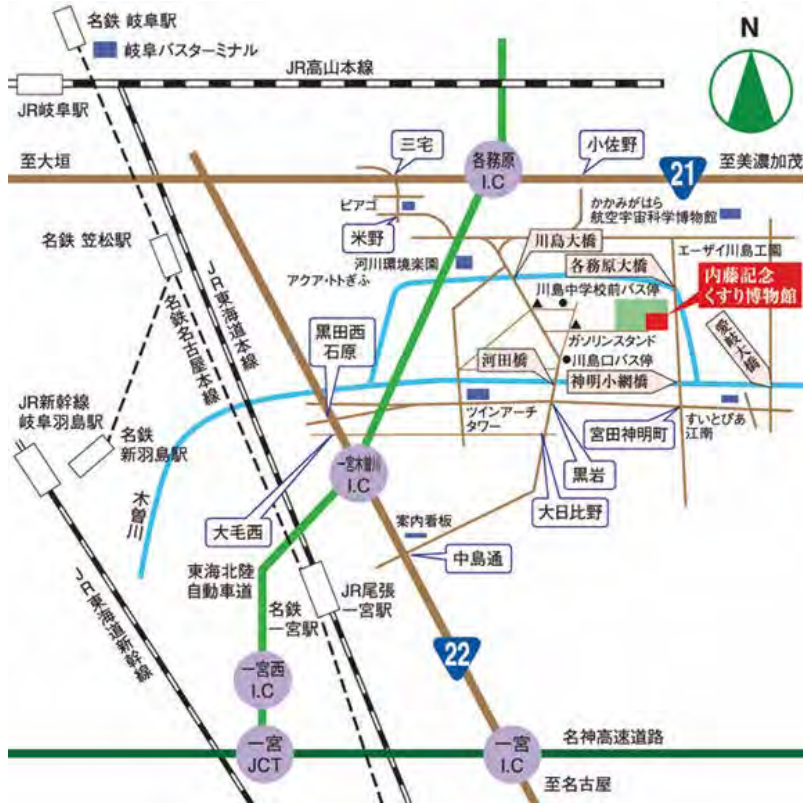 名鉄 岐阜駅
岐阜バスターミナル
JR高山本線
N
JR岐阜駅
三宅
各務原
I.C
小佐野
至大垣
至美濃加茂
21
ピアゴ
かかみがはら
航空宇宙科学博物館
米野
川島大橋
エーザイ川島工園
名鉄 笠松駅
河川環境楽園
各務原大橋
内藤記念
くすり博物館
アクア・トトぎふ
川島中学校前バス停
JR東海道本線
名鉄名古屋本線
黒田西
石原
ガソリンスタンド
愛岐大橋
河田橋
川島口バス停
神明小網橋
JR新幹線
岐阜羽島駅
名鉄
新羽島駅
ツインアーチ
タワー
宮田神明町
すいとぴあ
江南
一宮木曽川
I.C
黒岩
木曽川
大毛西
大日比野
案内看板
中島通
東海北陸
自動車道
JR尾張
一宮駅
名鉄
一宮駅
JR東海道新幹線
22
一宮西
I.C
一宮
JCT
一宮
I.C
名神高速道路
至名古屋